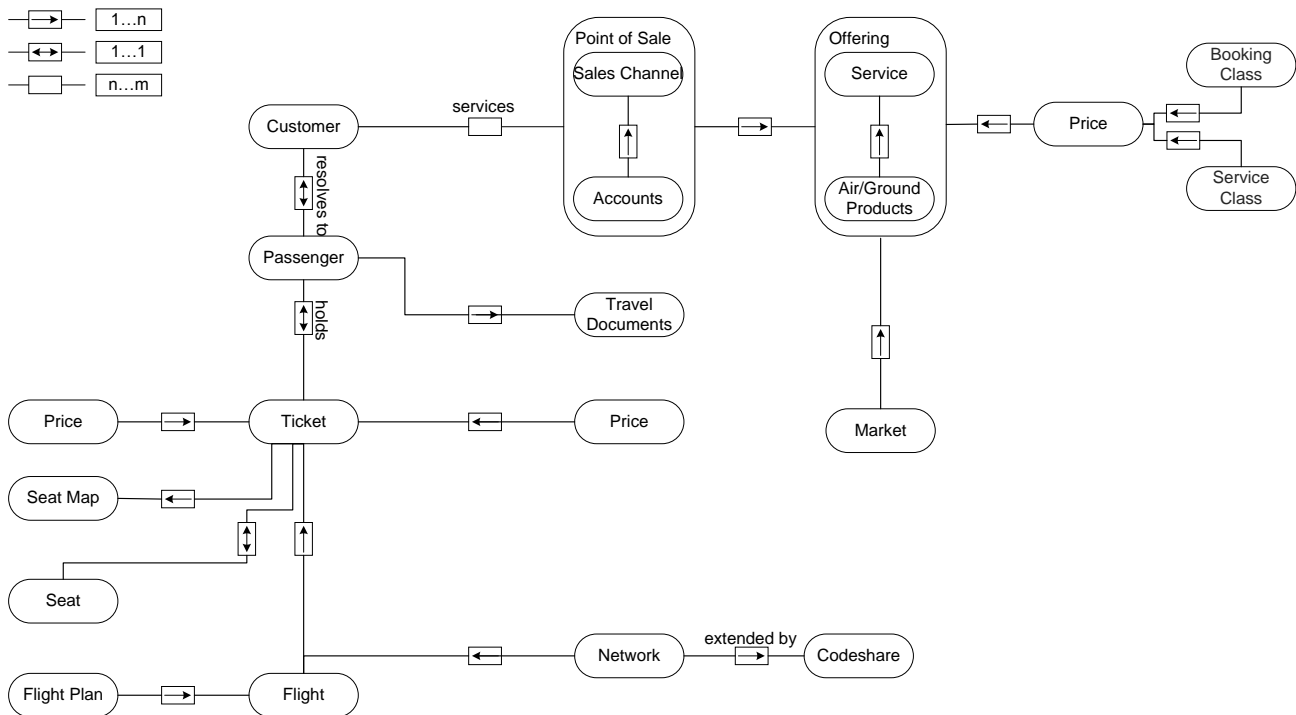 1…n
1…1
n…m
Point of Sale
Offering
Sales Channel
Service
Booking
Class
services
Customer
Price
resolves to
Accounts
Air/Ground
Products
Service
Class
Passenger
holds
Travel
Documents
Price
Ticket
Price
Market
Seat Map
Seat
extended by
Network
Codeshare
Flight Plan
Flight